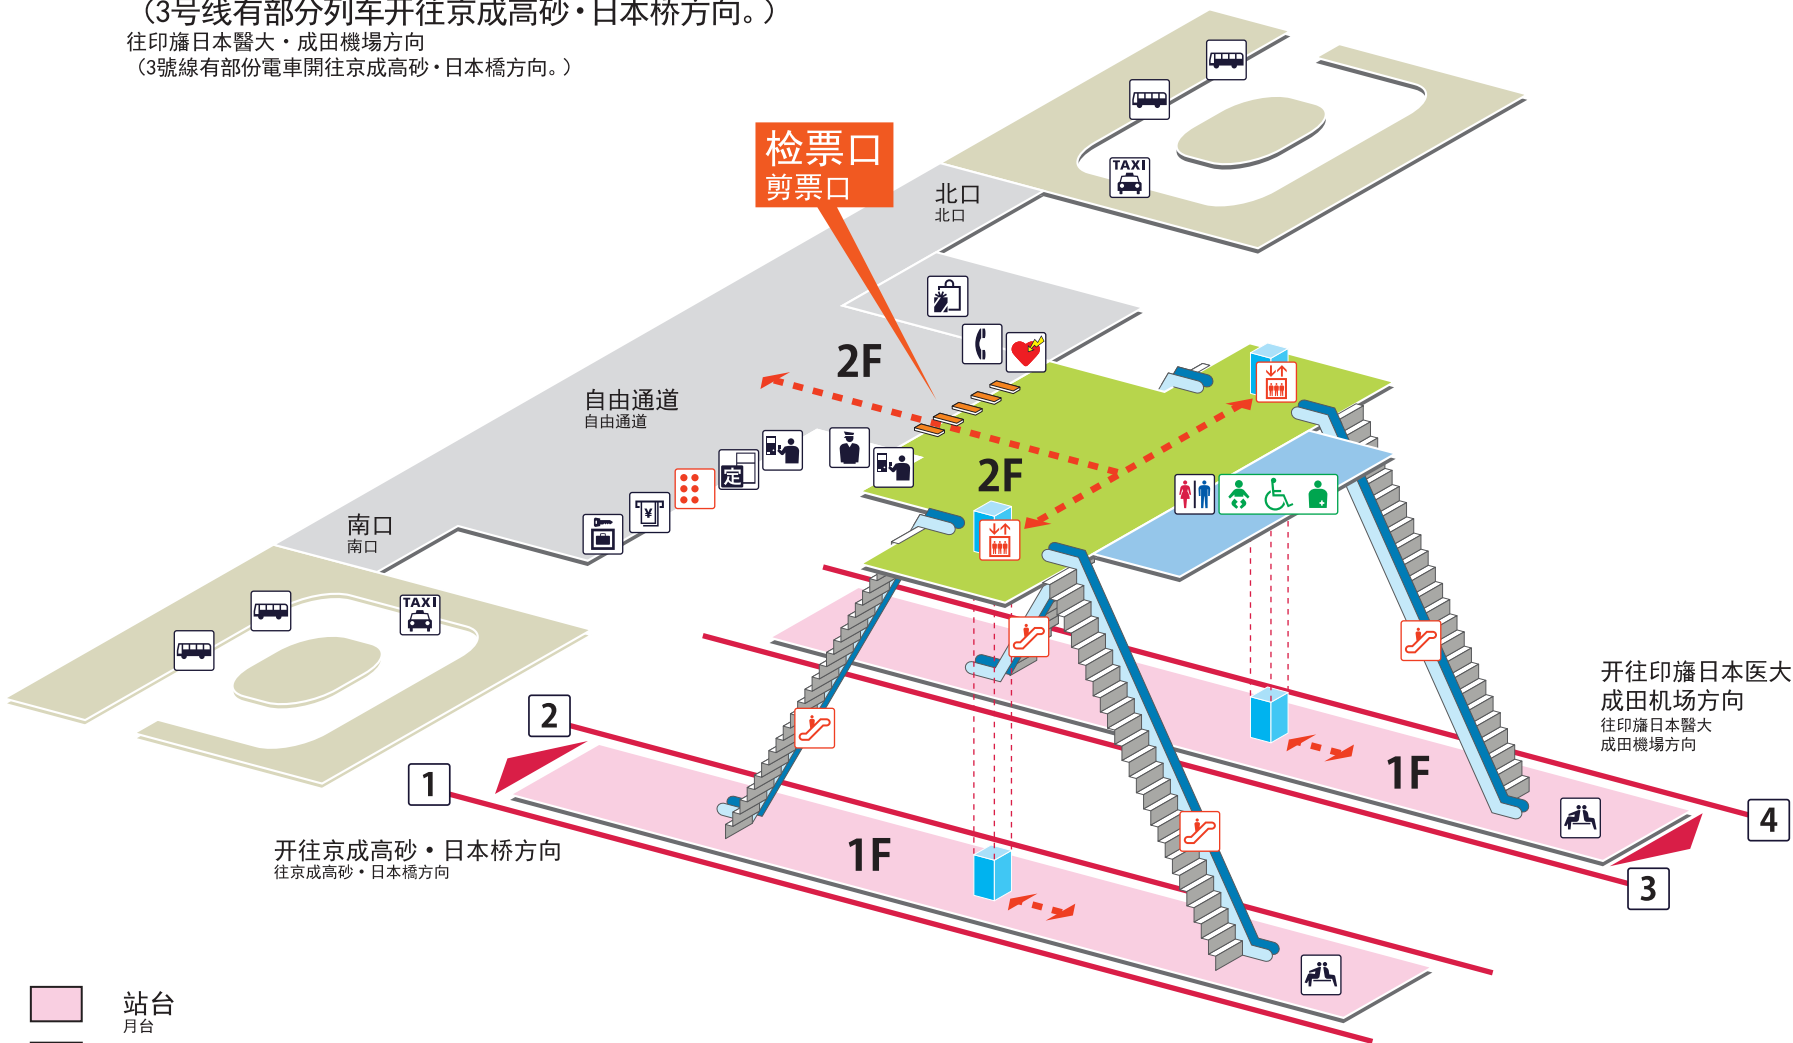 （3号线有部分列车开往京成高砂・日本桥方向。）
往印旛日本醫大・成田機場方向
（3號線有部份電車開往京成高砂・日本橋方向。）
检票口
剪票口
北口
北口
TAXI
2F
自由通道
自由通道
定
¥
2F
南口
南口
TAXI
开往印旛日本医大
成田机场方向
往印旛日本醫大
成田機場方向
2
1
1F
4
3
1F
开往京成高砂・日本桥方向
往京成高砂・日本橋方向
站台
月台